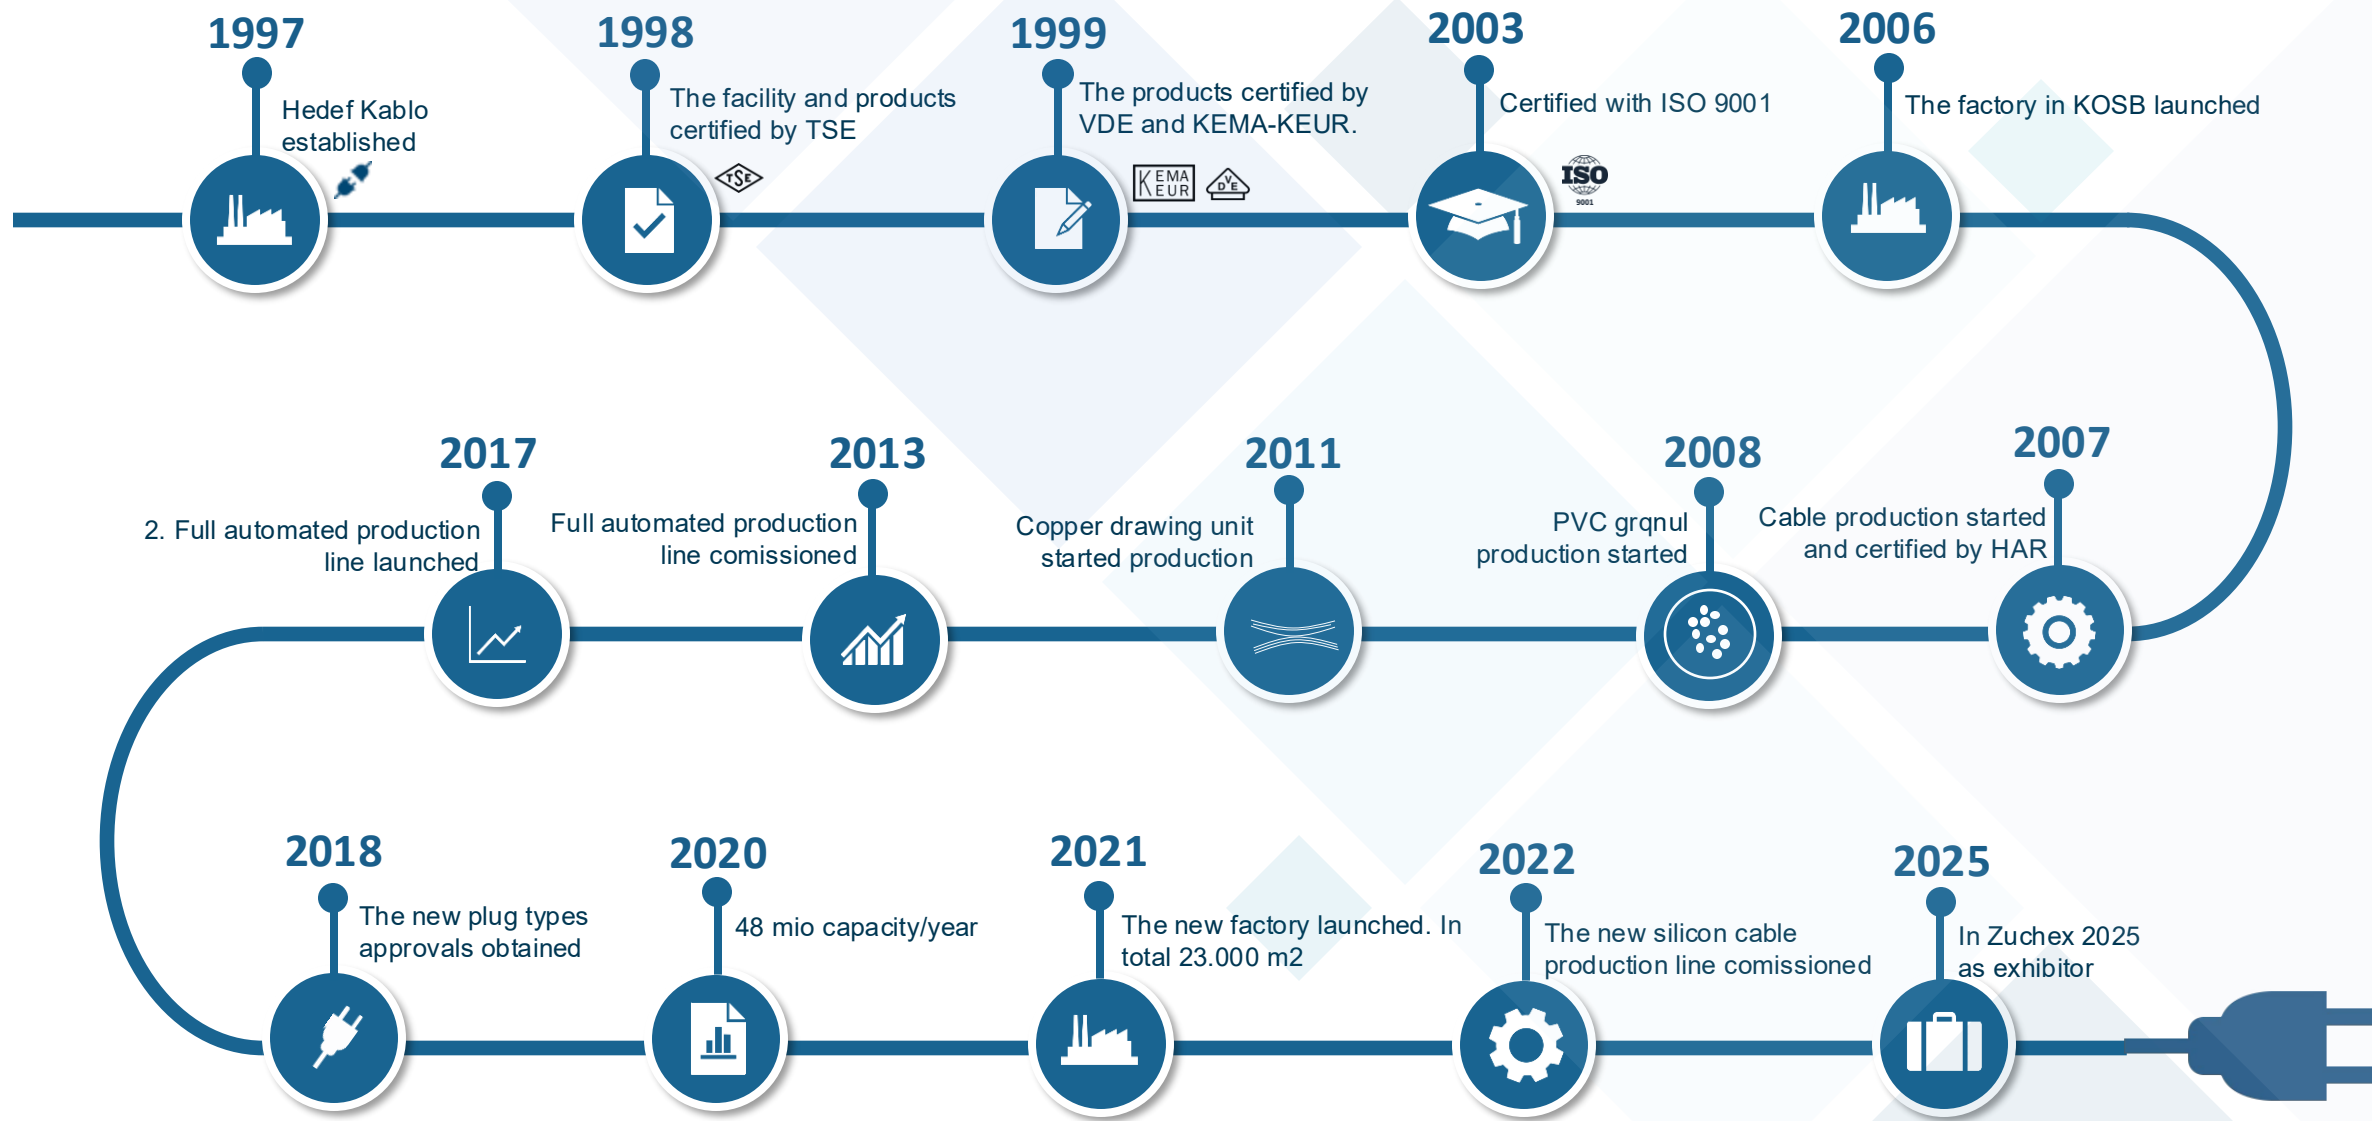 1997
Hedef Kablo
established
1998
The facility and products
certified by TSE
TSE
1999
The products certified by
VDE and KEMA-KEUR.
KEMA
EUR
VDE
2003
Certified with ISO 9001
ISO
9001
2006
The factory in KOSB launched
2007
Cable production started
and certified by HAR
2008
PVC grqnul
production started
2011
Copper drawing unit
started production
2013
Full automated production
line comissioned
2017
2. Full automated production
line launched
2018
The new plug types
approvals obtained
2020
48 mio capacity/year
2021
The new factory launched. In
total 23.000 m2
2022
The new silicon cable
production line comissioned
2025
In Zuchex 2025
as exhibitor